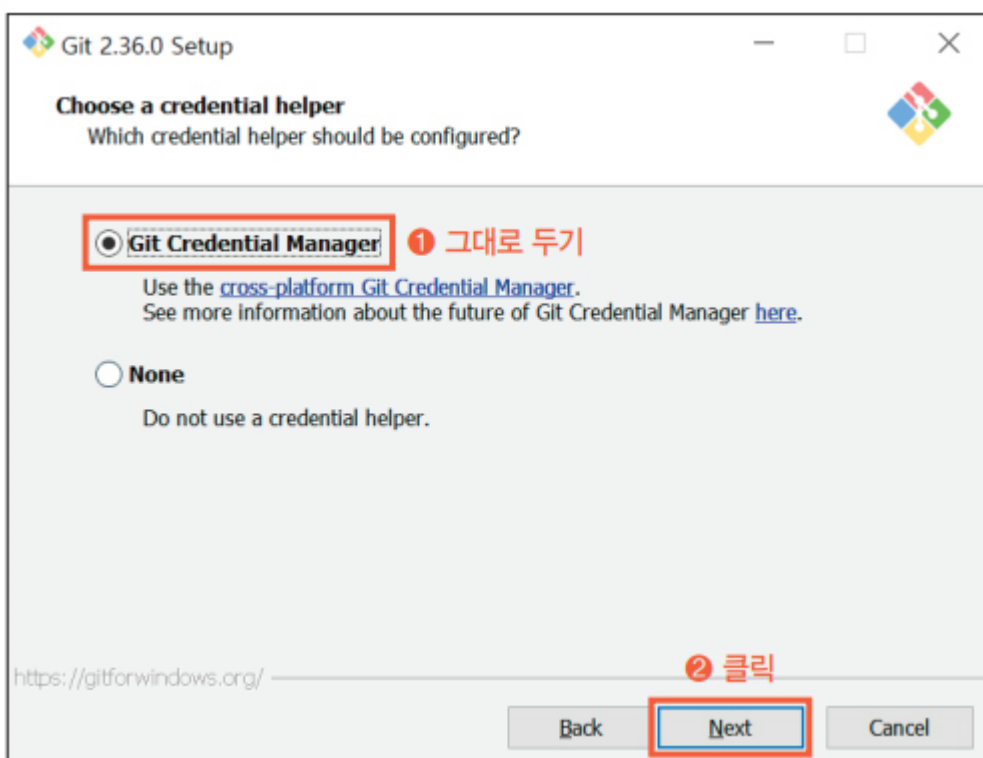 Git 2.36.0 Setup
Choose a credential helper
Which credential helper should be configured?
Git Credential Manager ❶ 그대로 두기
Use the cross-platform Git Credential Manager.
See more information about the future of Git Credential Manager here.
None
Do not use a credential helper.
https://gitforwindows.org/
❷ 클릭
Back Next Cancel